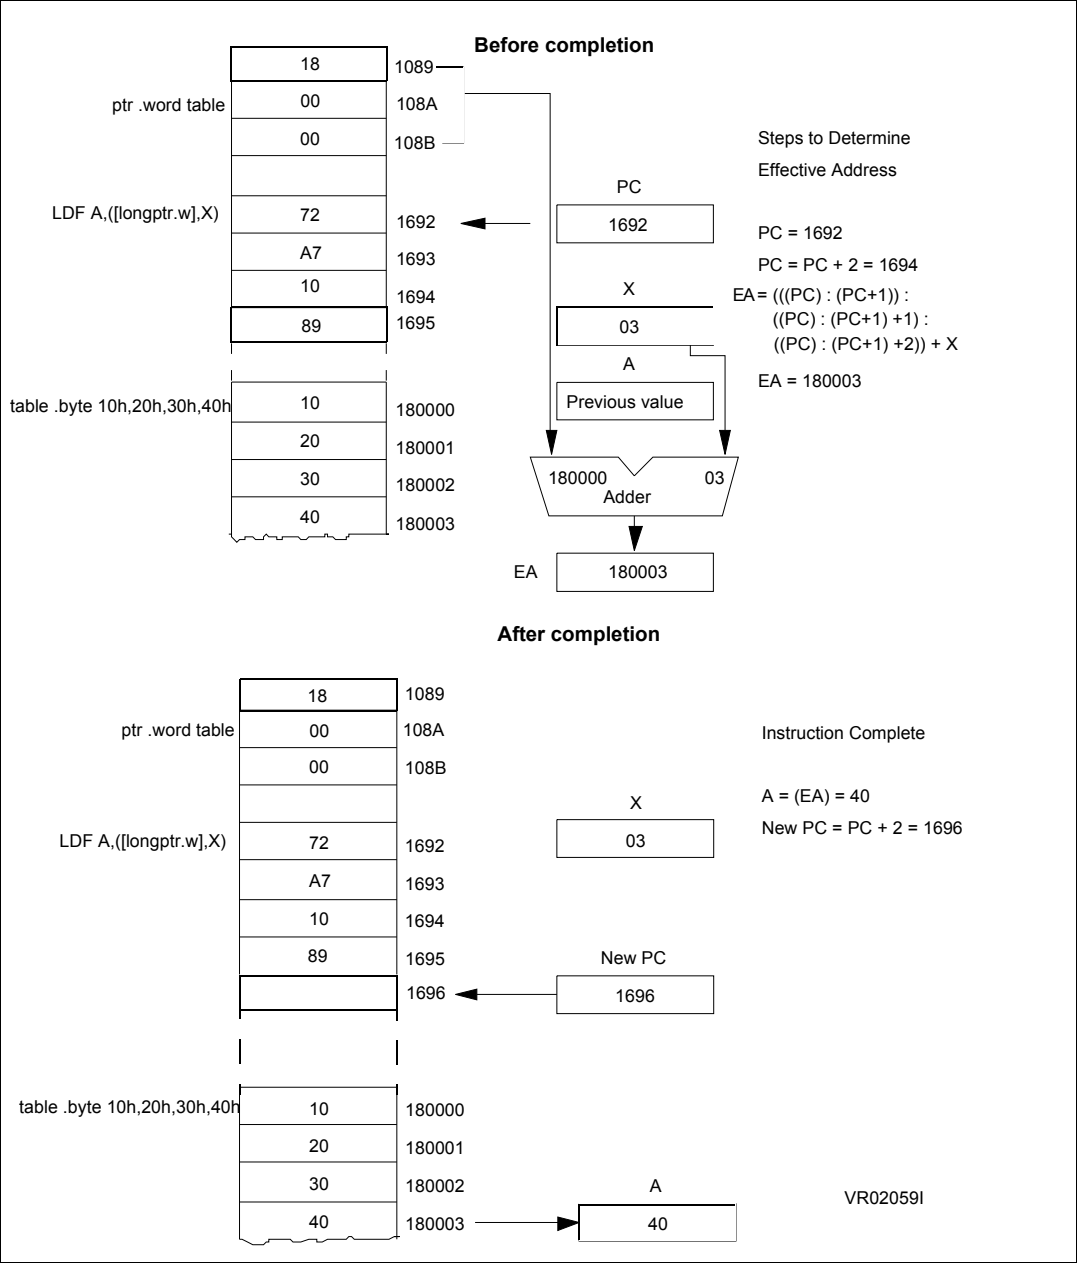 Before completion
18 1089
ptr .word table 00 108A
00 108B
LDF A,([longptr.w],X) 72 1692
A7 1693
10 1694
89 1695
table .byte 10h,20h,30h,40h 10 180000
20 180001
30 180002
40 180003
PC
1692
X
03
A
Previous value
180000 03
Adder
EA 180003
Steps to Determine
Effective Address
PC = 1692
PC = PC + 2 = 1694
EA = (((PC) : (PC+1)) :
((PC) : (PC+1) +1) :
((PC) : (PC+1) +2)) + X
EA = 180003
After completion
18 1089
ptr .word table 00 108A
00 108B
LDF A,([longptr.w],X) 72 1692
A7 1693
10 1694
89 1695
1696
table .byte 10h,20h,30h,40h 10 180000
20 180001
30 180002
40 180003
X
03
New PC
1696
A
40
Instruction Complete
A = (EA) = 40
New PC = PC + 2 = 1696
VR02059I